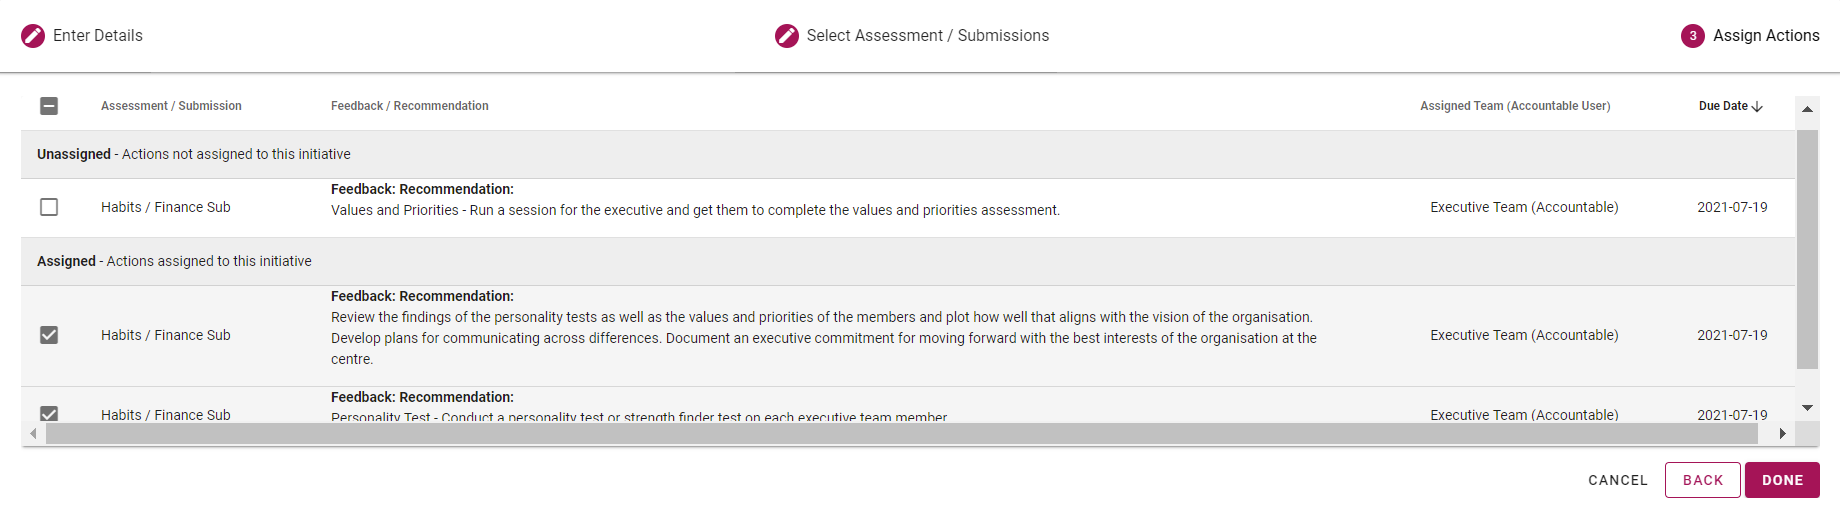 Enter Details
Select Assessment / Submissions
3 Assign Actions
Assessment / Submission Feedback / Recommendation Assigned Team (Accountable User) Due Date
Unassigned - Actions not assigned to this initiative
Feedback: Recommendation:
Habits / Finance Sub Values and Priorities - Run a session for the executive and get them to complete the values and priorities assessment. Executive Team (Accountable) 2021-07-19
Assigned - Actions assigned to this initiative
Feedback: Recommendation:
Review the findings of the personality tests as well as the values and priorities of the members and plot how well that aligns with the vision of the organisation.
Habits / Finance Sub Develop plans for communicating across differences. Document an executive commitment for moving forward with the best interests of the organisation at the Executive Team (Accountable) 2021-07-19
centre.
Feedback: Recommendation:
Habits / Finance Sub Personality Test - Conduct a personality test or strength finder test on each executive team member Executive Team (Accountable) 2021-07-19
CANCEL BACK DONE